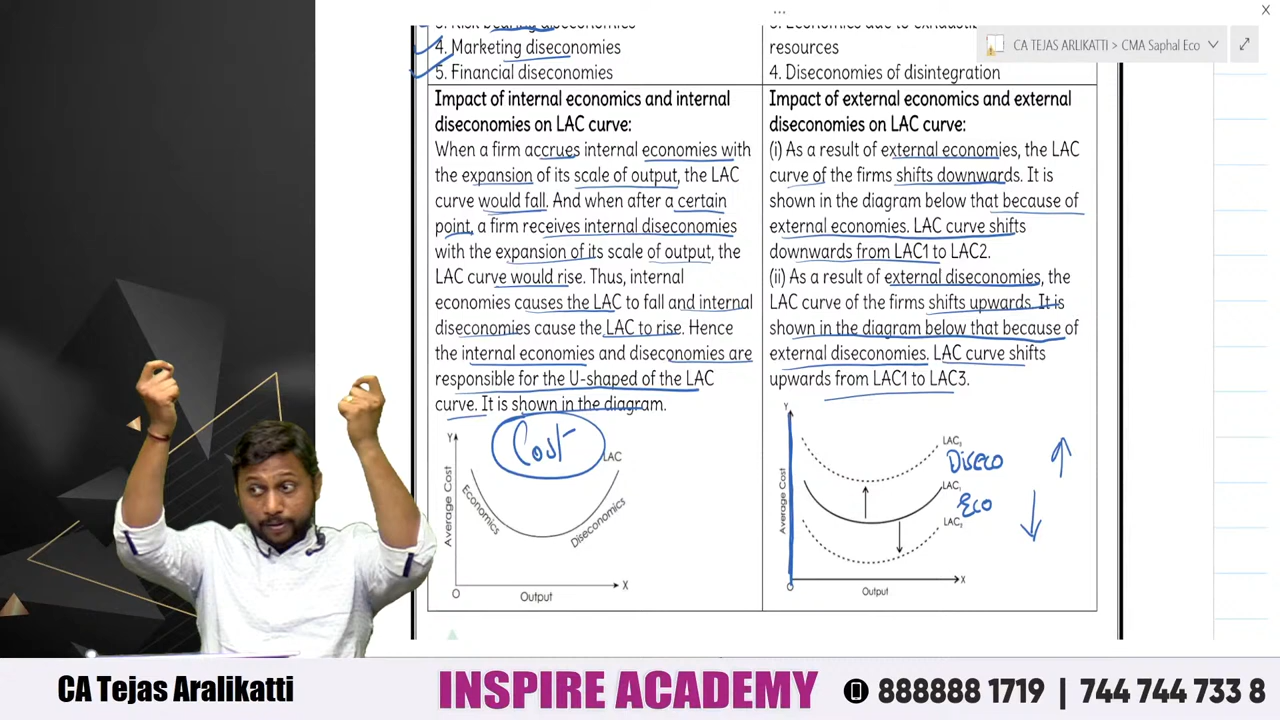 ...
X
3. Risk bearing diseconomies
4. Marketing diseconomies
5. Financial diseconomies
resources
4. Diseconomies of disintegration
CA TEJAS ARLIKATTI → CMA Saphal Eco
Impact of internal economics and internal
diseconomies on LAC curve:
When a firm accrues internal economies with
the expansion of its scale of output, the LAC
curve would fall. And when after a certain
point, a firm receives internal diseconomies
with the expansion of its scale of output, the
LAC curve would rise. Thus, internal
economies causes the LAC to fall and internal
diseconomies cause the LAC to rise. Hence
the internal economies and diseconomies are
responsible for the U-shaped of the LAC
curve. It is shown in the diagram.
Y
Cost
LAC
Average Cost
Economics
Diseconomics
O
Output
X
Impact of external economics and external
diseconomies on LAC curve:
(i) As a result of external economies, the LAC
curve of the firms shifts downwards. It is
shown in the diagram below that because of
external economies. LAC curve shifts
downwards from LAC1 to LAC2.
(ii) As a result of external diseconomies, the
LAC curve of the firms shifts upwards. It is
shown in the diagram below that because of
external diseconomies. LAC curve shifts
upwards from LAC1 to LAC3.
Y
LAC
Diseco
LAC
Eco
LAC
Average Cost
O
Output
X
CA Tejas Aralikatti
INSPIRE ACADEMY
888888 1719 | 744 744 733 8